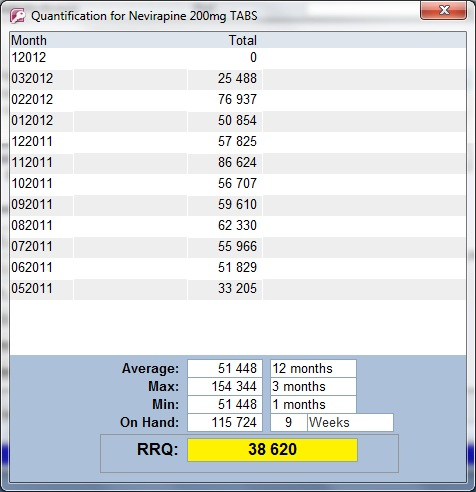 Quantification for Nevirapine 200mg TABS
Month Total
12012 0
032012 25 488
022012 76 937
012012 50 854
122011 57 825
112011 86 624
102011 56 707
092011 59 610
082011 62 330
072011 55 966
062011 51 829
052011 33 205
Average: 51 448 12 months
Max: 154 344 3 months
Min: 51 448 1 months
On Hand: 115 724 9 Weeks
RRQ: 38 620